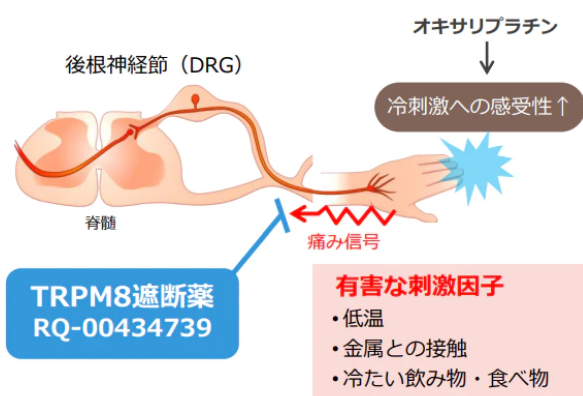 オキサリプラチン
後根神経節（DRG）
冷刺激への感受性↑
脊髄
痛み信号
TRPM8遮断薬
RQ-00434739
有害な刺激因子
• 低温
• 金属との接触
• 冷たい飲み物・食べ物